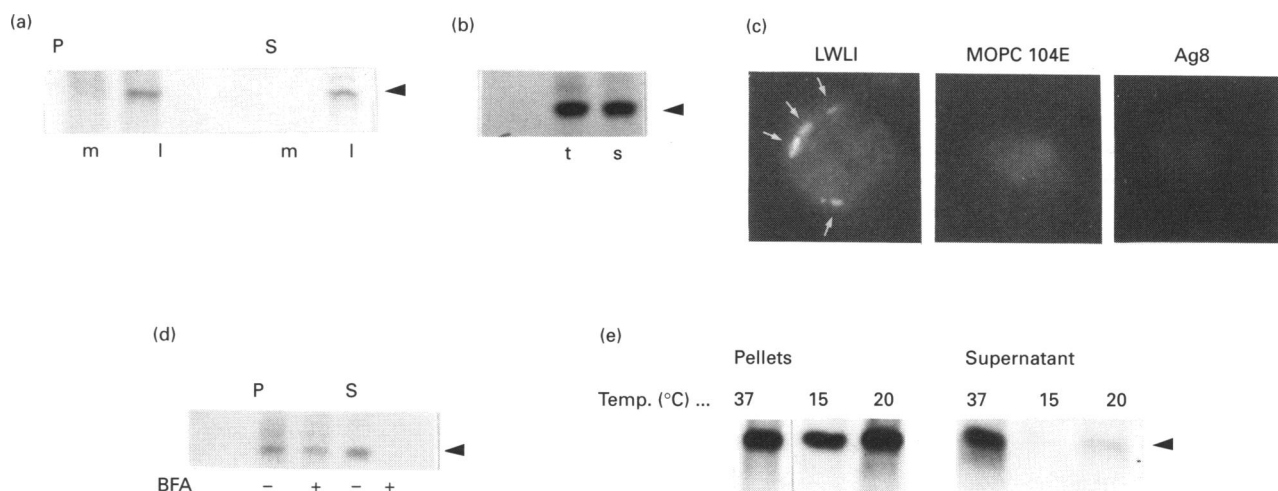 (a)
P S
m l m l
(b)
t s
(c)
LWLI MOPC 104E Ag8
(d)
P S
BFA – + – +
(e)
Pellets Supernatant
Temp. (°C) ... 37 15 20 37 15 20